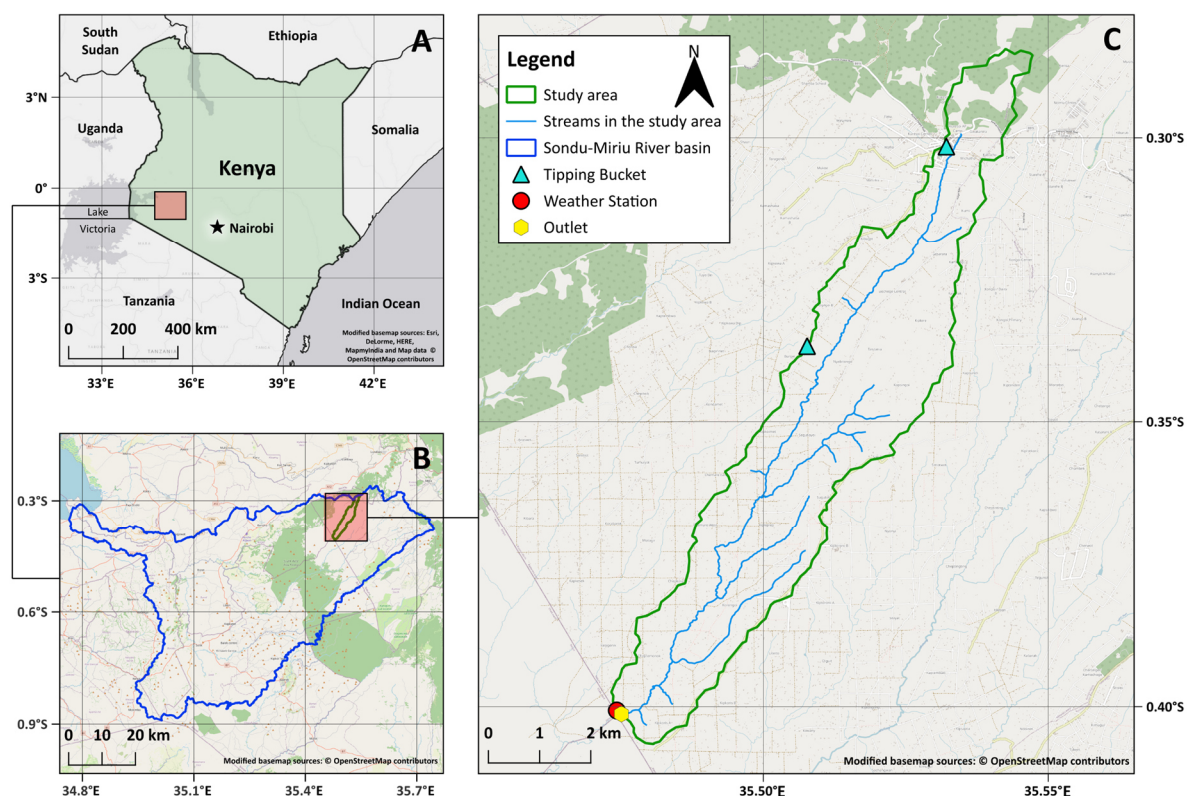 A
South
Sudan
Ethiopia
3°N
Uganda
Somalia
Kenya
0°
Lake
Victoria
Nairobi
3°S
Tanzania
Indian Ocean
0 200 400 km
TANZANIA
Modified basemap sources: Esri,
DeLorme, HERE,
MapmyIndia and Map data ©
OpenStreetMap contributors
33°E 36°E 39°E 42°E
B
0.3°S
0.6°S
0.9°S
0 10 20 km
Modified basemap sources: © OpenStreetMap contributors
34.8°E 35.1°E 35.4°E 35.7°E
C
Legend
N
Study area
Streams in the study area
Sondu-Miriu River basin
Tipping Bucket
Weather Station
Outlet
0.30°S
0.35°S
0.40°S
0 1 2 km
Modified basemap sources: © OpenStreetMap contributors
35.50°E 35.55°E